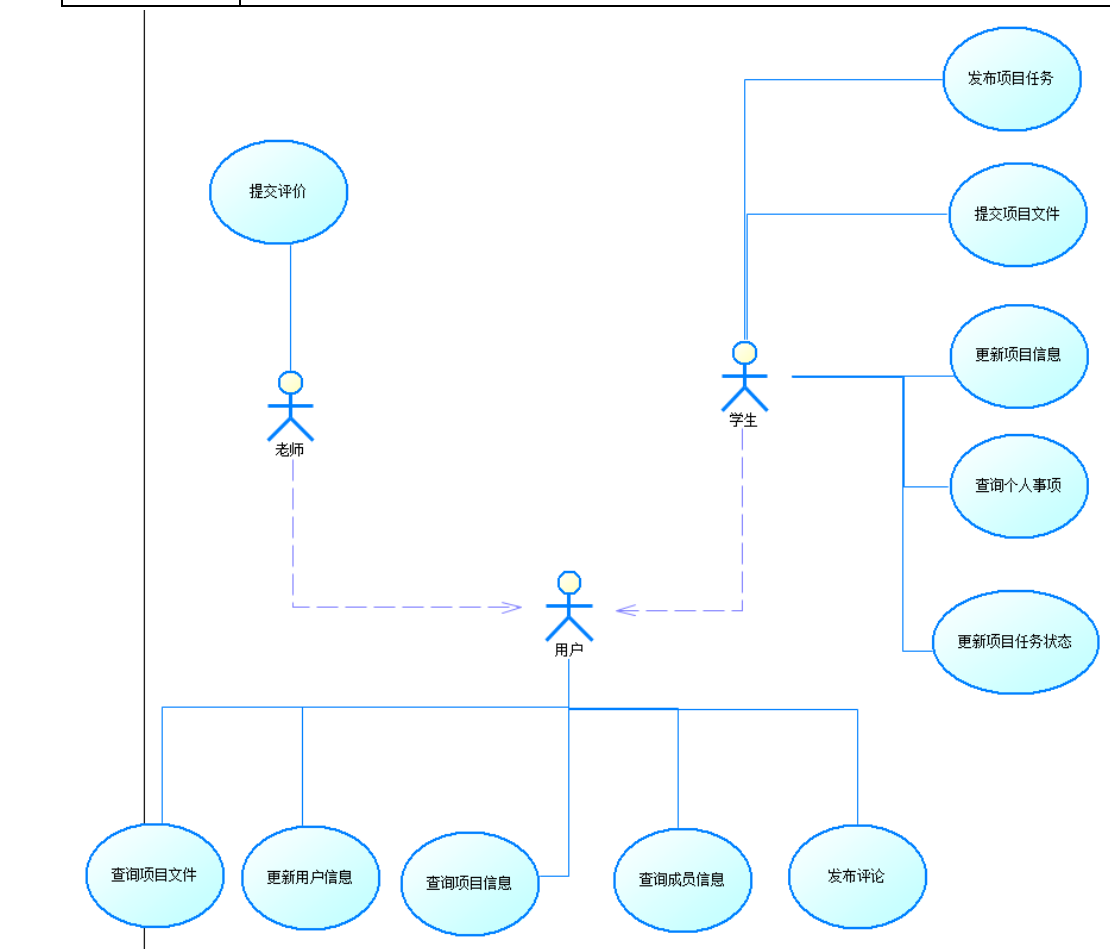 发布项目任务
提交评价
提交项目文件
更新项目信息
学生
老师
查询个人事项
更新项目任务状态
用户
查询项目文件
更新用户信息
查询项目信息
查询成员信息
发布评论